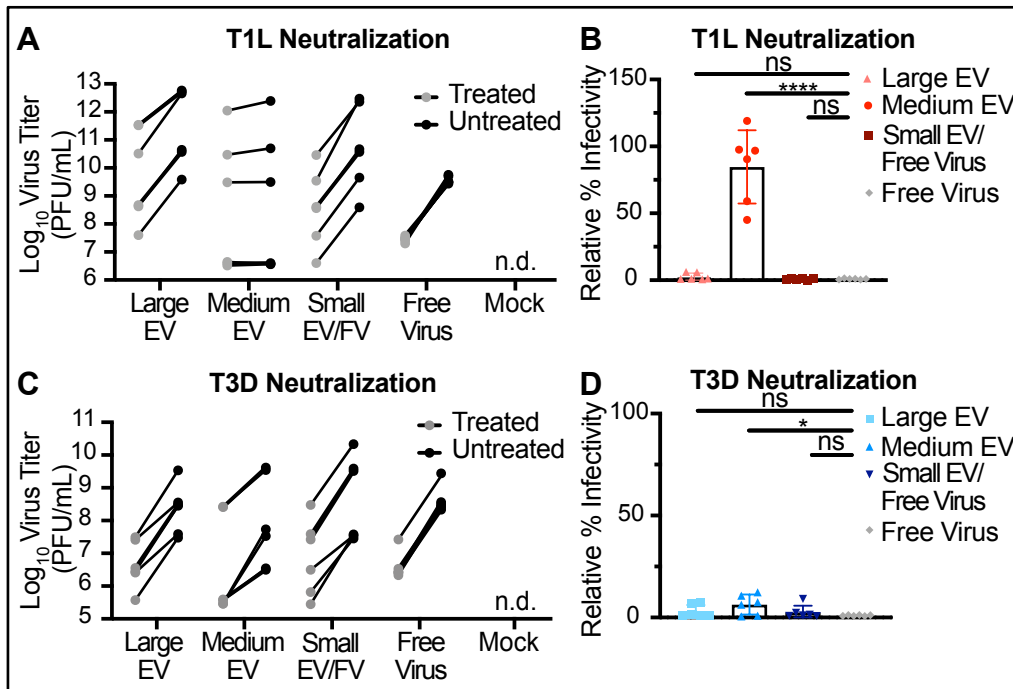 A
T1L Neutralization
Log10 Virus Titer
(PFU/mL)
13
12
11
10
9
8
7
6
Treated
Untreated
n.d.
Large
EV
Medium
EV
Small
EV/FV
Free
Virus
Mock
B
T1L Neutralization
Relative % Infectivity
150
100
50
0
ns
****
ns
Large EV
Medium EV
Small EV/
Free Virus
Free Virus
C
T3D Neutralization
Log10 Virus Titer
(PFU/mL)
11
10
9
8
7
6
5
Treated
Untreated
n.d.
Large
EV
Medium
EV
Small
EV/FV
Free
Virus
Mock
D
T3D Neutralization
Relative % Infectivity
100
50
0
ns
*
ns
Large EV
Medium EV
Small EV/
Free Virus
Free Virus